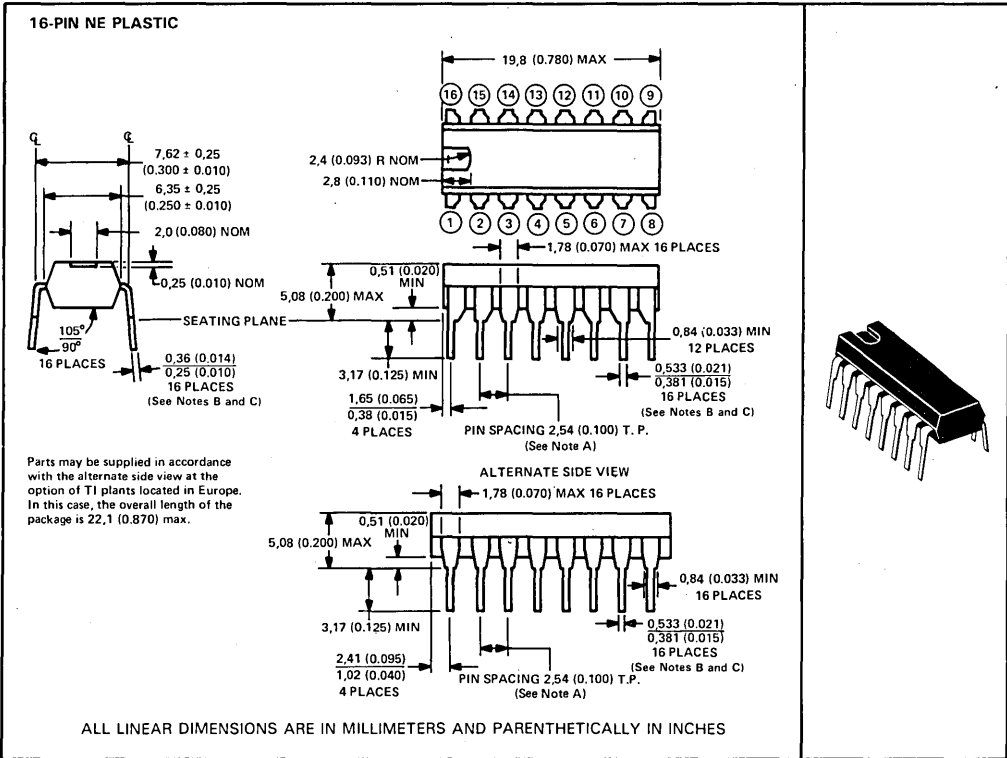 16-PIN NE PLASTIC
19,8 (0.780) MAX
16 15 14 13 12 11 10 9
℄ ℄
7,62 ± 0,25
(0.300 ± 0.010)
6,35 ± 0,25
(0.250 ± 0.010)
2,0 (0.080) NOM
0,25 (0.010) NOM
2,4 (0.093) R NOM
2,8 (0.110) NOM
1 2 3 4 5 6 7 8
1,78 (0.070) MAX 16 PLACES
0,51 (0.020)
MIN
5,08 (0.200) MAX
SEATING PLANE
105°
90°
16 PLACES
0,36 (0.014)
0,25 (0.010)
16 PLACES
(See Notes B and C)
3,17 (0.125) MIN
1,65 (0.065)
0,38 (0.015)
4 PLACES
0,84 (0.033) MIN
12 PLACES
0,533 (0.021)
0,381 (0.015)
16 PLACES
(See Notes B and C)
PIN SPACING 2,54 (0.100) T. P.
(See Note A)
Parts may be supplied in accordance
with the alternate side view at the
option of TI plants located in Europe.
In this case, the overall length of the
package is 22,1 (0.870) max.
ALTERNATE SIDE VIEW
1,78 (0.070) MAX 16 PLACES
0,51 (0.020)
MIN
5,08 (0.200) MAX
3,17 (0.125) MIN
2,41 (0.095)
1,02 (0.040)
4 PLACES
0,84 (0.033) MIN
16 PLACES
0,533 (0.021)
0,381 (0.015)
16 PLACES
(See Notes B and C)
PIN SPACING 2,54 (0.100) T.P.
(See Note A)
ALL LINEAR DIMENSIONS ARE IN MILLIMETERS AND PARENTHETICALLY IN INCHES